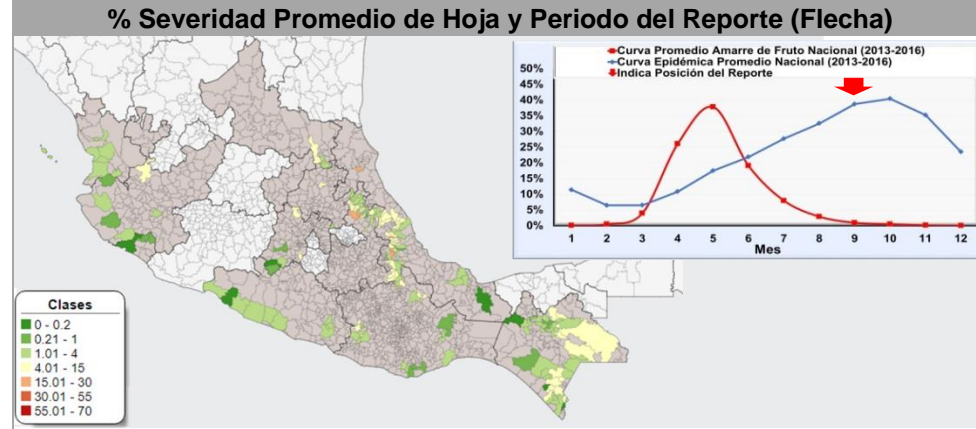 % Severidad Promedio de Hoja y Periodo del Reporte (Flecha)
Curva Promedio Amarre de Fruto Nacional (2013-2016)
Curva Epidémica Promedio Nacional (2013-2016)
Indica Posición del Reporte
50%
45%
40%
35%
30%
25%
20%
15%
10%
5%
0%
1 2 3 4 5 6 7 8 9 10 11 12
Mes
Clases
0 - 0.2
0.21 - 1
1.01 - 4
4.01 - 15
15.01 - 30
30.01 - 55
55.01 - 70